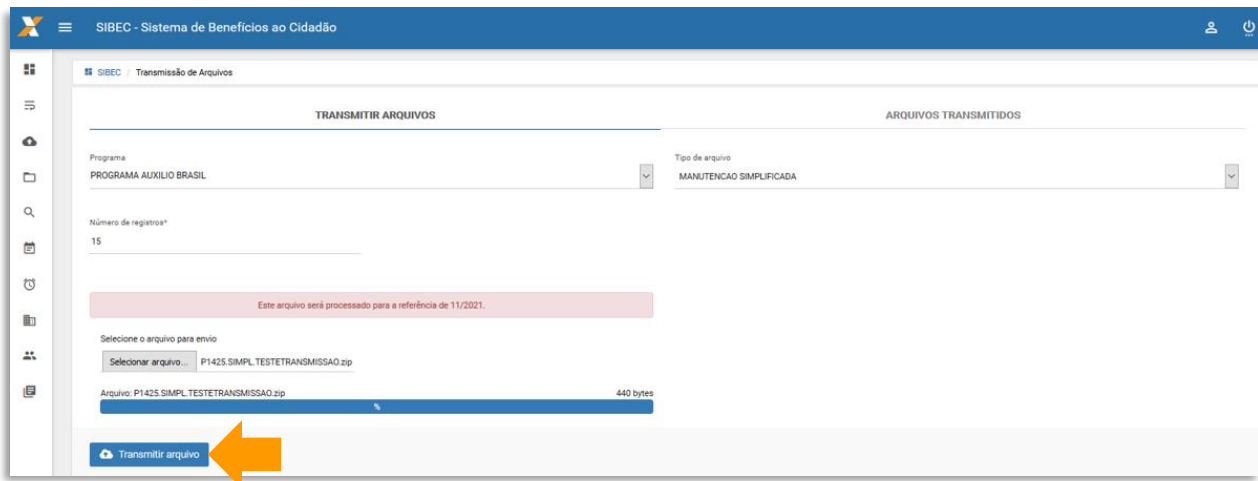 SIBEC - Sistema de Benefícios ao Cidadão
SIBEC / Transmissão de Arquivos
TRANSMITIR ARQUIVOS
ARQUIVOS TRANSMITIDOS
Programa
PROGRAMA AUXILIO BRASIL
Tipo de arquivo
MANUTENCAO SIMPLIFICADA
Número de registros*
15
Este arquivo será processado para a referência de 11/2021.
Selecione o arquivo para envio
Selecionar arquivo... P1425.SIMPL.TESTETRANSMISSAO.zip
Arquivo: P1425.SIMPL.TESTETRANSMISSAO.zip 440 bytes
%
Transmitir arquivo